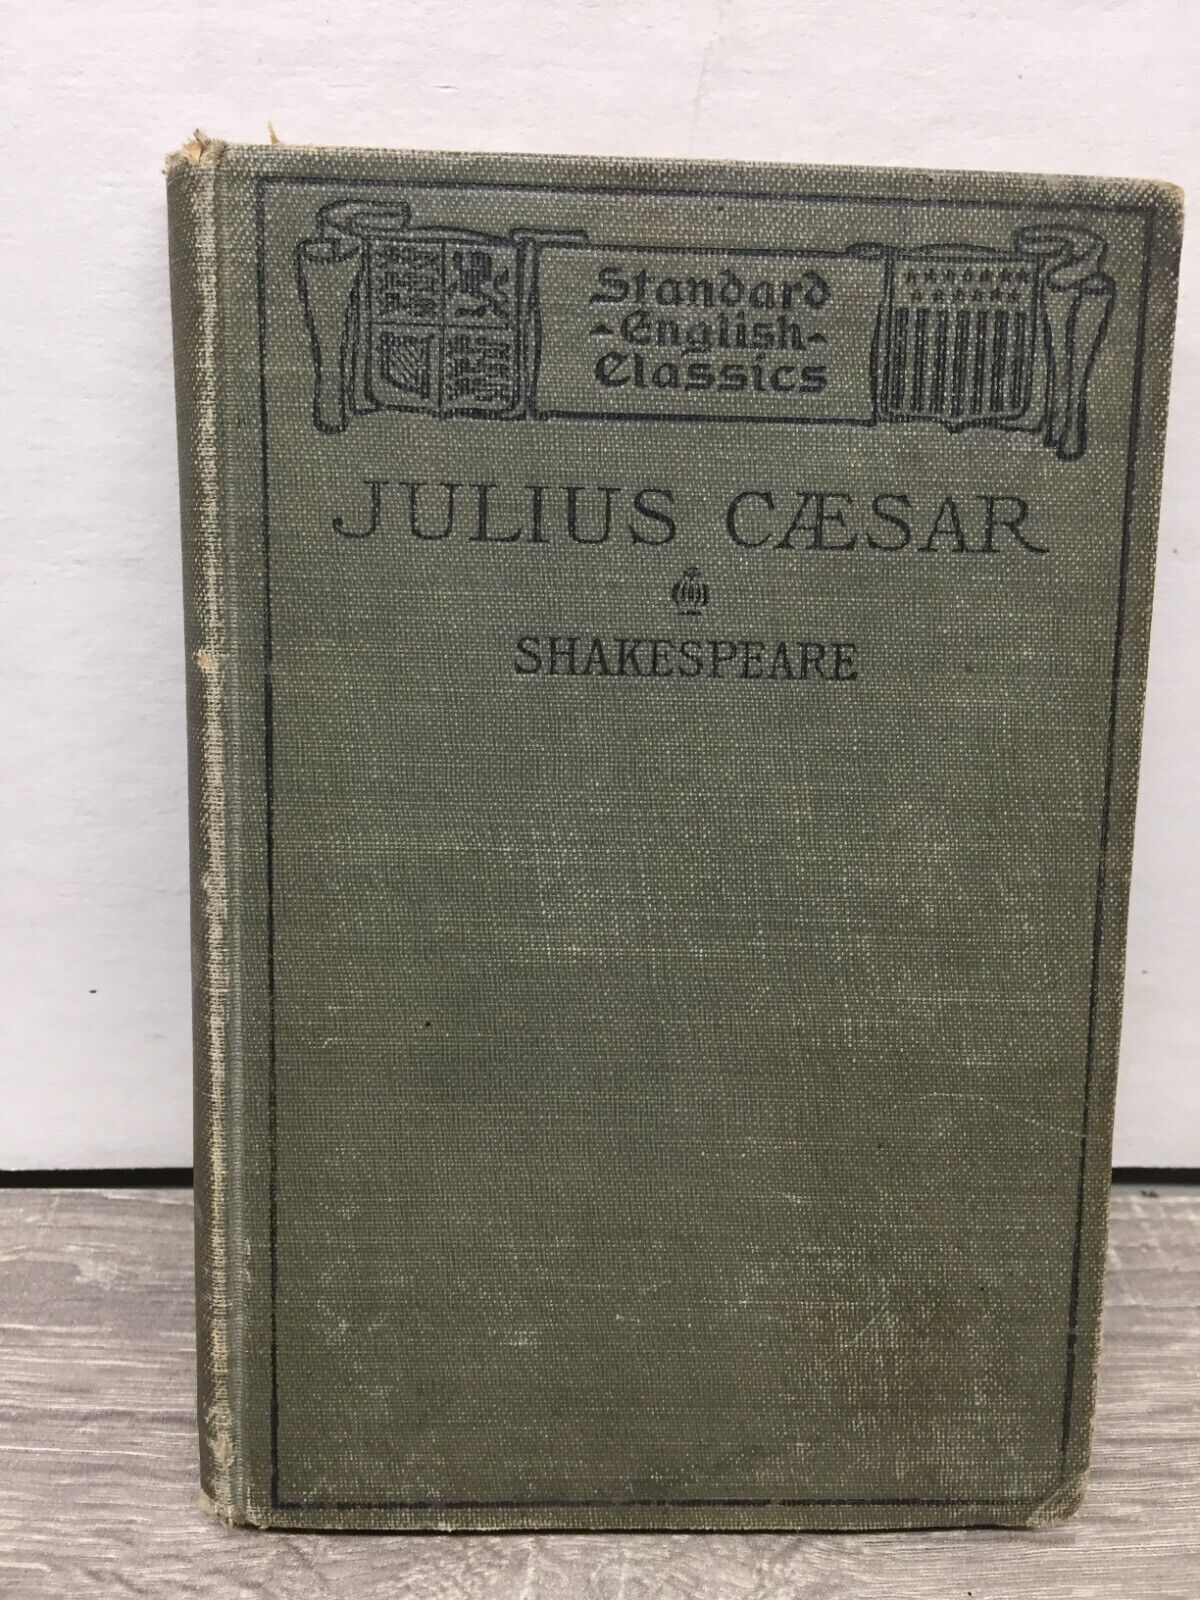 Standard
-English-
Classics
JULIUS CÆSAR
SHAKESPEARE